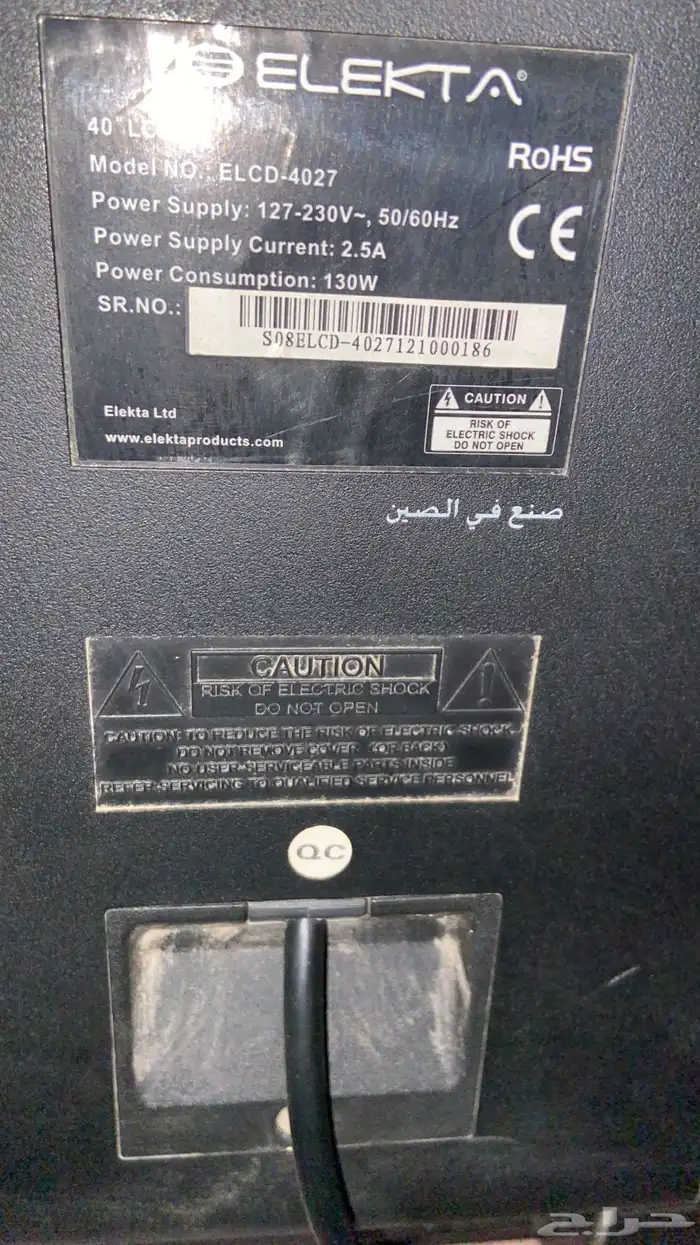 ELEKTA®
40" LC
Model NO.: ELCD-4027
Power Supply: 127-230V~, 50/60Hz
Power Supply Current: 2.5A
Power Consumption: 130W
SR.NO.:
S08ELCD-4027121000186
RoHS
CE
Elekta Ltd
www.elektaproducts.com
CAUTION
RISK OF
ELECTRIC SHOCK
DO NOT OPEN
صنع في الصين
CAUTION
RISK OF ELECTRIC SHOCK
DO NOT OPEN
CAUTION: TO REDUCE THE RISK OF ELECTRIC SHOCK.
DO NOT REMOVE COVER (OR BACK)
NO USER-SERVICEABLE PARTS INSIDE
REFER SERVICING TO QUALIFIED SERVICE PERSONNEL
QC
حراج